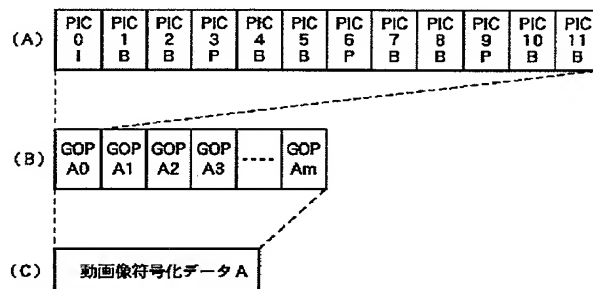 (A)
PIC 0 I
PIC 1 B
PIC 2 B
PIC 3 P
PIC 4 B
PIC 5 B
PIC 6 P
PIC 7 B
PIC 8 B
PIC 9 P
PIC 10 B
PIC 11 B
(B)
GOP A0
GOP A1
GOP A2
GOP A3
----
GOP Am
(C)
動画像符号化データ A